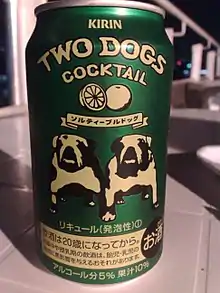 KIRIN
TWO DOGS
COCKTAIL
ソルティーブルドッグ
リキュール(発泡性)①
飲酒は20歳になってから。
お酒
アルコール分5% 果汁10%